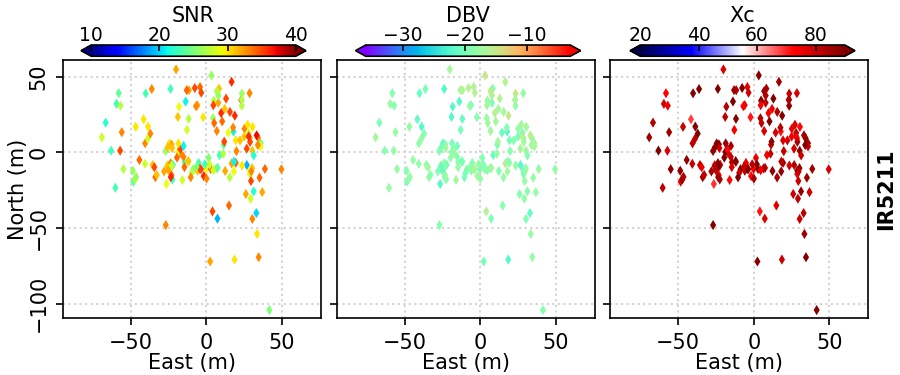 SNR DBV Xc
10 20 30 40 −30 −20 −10 20 40 60 80
50
0
−50
−100
North (m)
IR5211
−50 0 50 −50 0 50 −50 0 50
East (m) East (m) East (m)